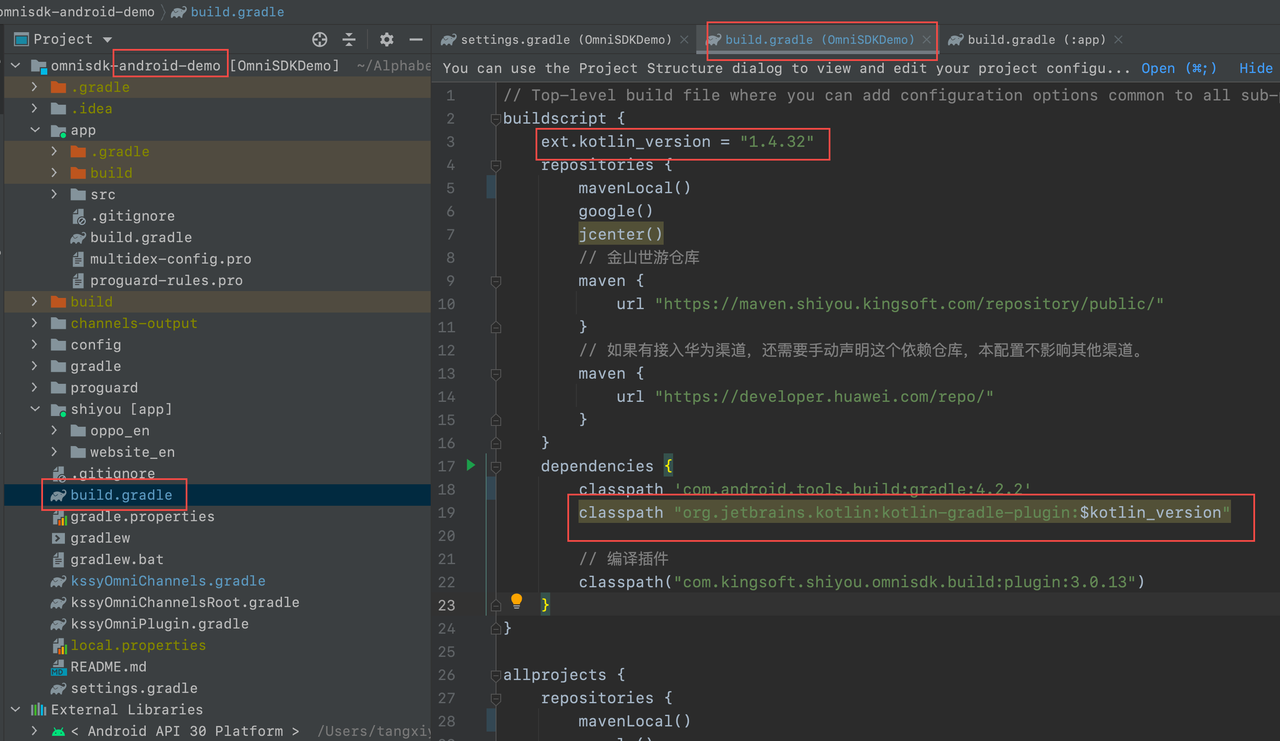 omnisdk-android-demo 〉 build.gradle
Project
settings.gradle (OmniSDKDemo)
build.gradle (OmniSDKDemo)
build.gradle (:app)
You can use the Project Structure dialog to view and edit your project configu... Open (⌘;) Hide
omnisdk-android-demo [OmniSDKDemo] ~/Alphabe
.gradle
.idea
app
.gradle
build
src
.gitignore
build.gradle
multidex-config.pro
proguard-rules.pro
build
channels-output
config
gradle
proguard
shiyou [app]
oppo_en
website_en
.gitignore
build.gradle
gradle.properties
gradlew
gradlew.bat
kssyOmniChannels.gradle
kssyOmniChannelsRoot.gradle
kssyOmniPlugin.gradle
local.properties
README.md
settings.gradle
External Libraries
< Android API 30 Platform > /Users/tangxiy
1 // Top-level build file where you can add configuration options common to all sub-
2 buildscript {
3 ext.kotlin_version = "1.4.32"
4 repositories {
5 mavenLocal()
6 google()
7 jcenter()
8 // 金山世游仓库
9 maven {
10 url "https://maven.shiyou.kingsoft.com/repository/public/"
11 }
12 // 如果有接入华为渠道，还需要手动声明这个依赖仓库，本配置不影响其他渠道。
13 maven {
14 url "https://developer.huawei.com/repo/"
15 }
16 }
17 dependencies {
18 classpath 'com.android.tools.build:gradle:4.2.2'
19 classpath "org.jetbrains.kotlin:kotlin-gradle-plugin:$kotlin_version"
20
21 // 编译插件
22 classpath("com.kingsoft.shiyou.omnisdk.build:plugin:3.0.13")
23 }
24 }
25
26 allprojects {
27 repositories {
28 mavenLocal()